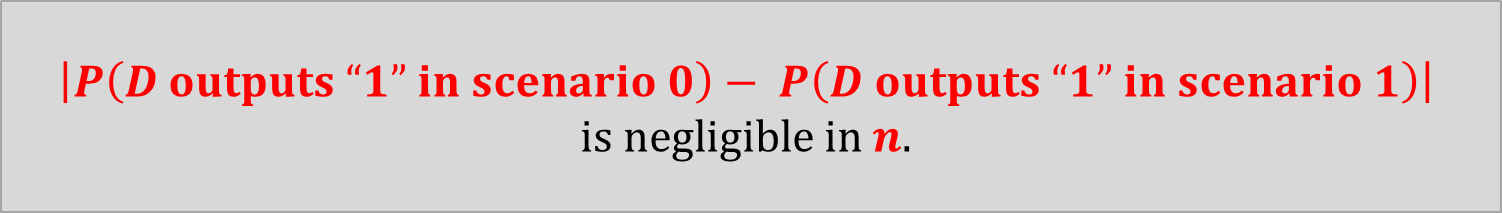 |P(D outputs “1” in scenario 0) − P(D outputs “1” in scenario 1)|
is negligible in n.